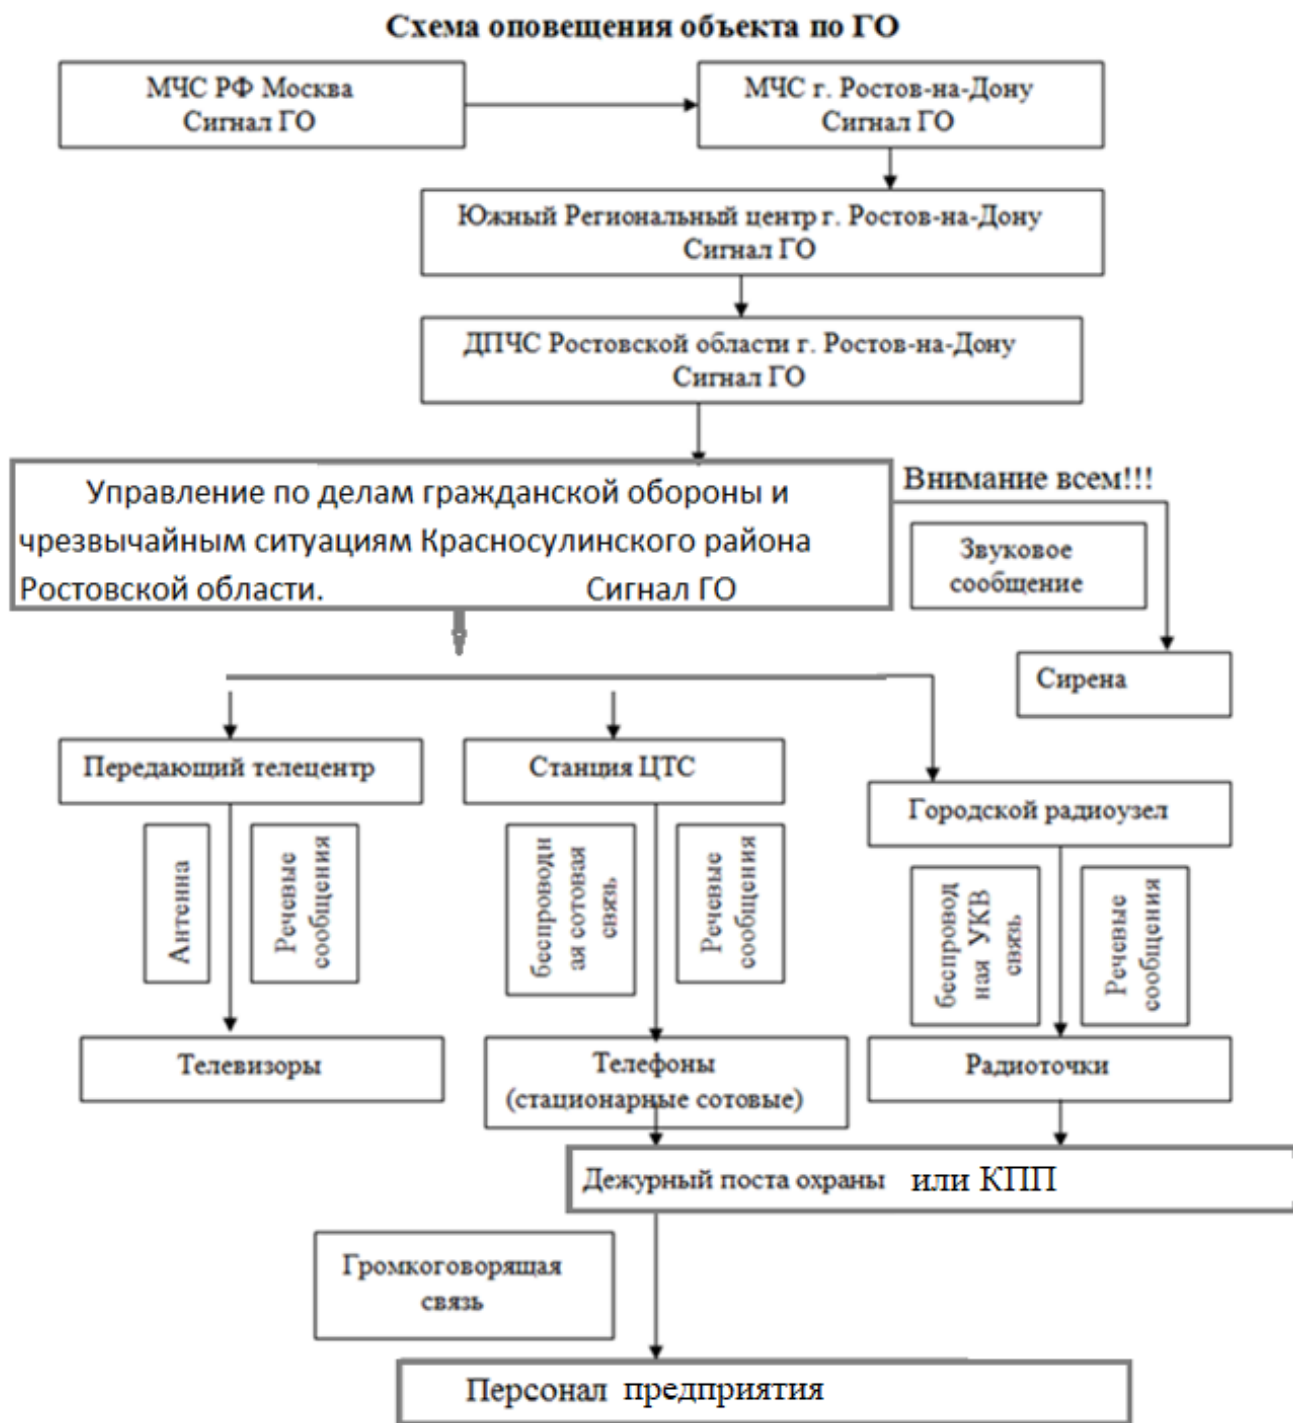 Схема оповещения объекта по ГО
МЧС РФ Москва
Сигнал ГО
МЧС г. Ростов-на-Дону
Сигнал ГО
Южный Региональный центр г. Ростов-на-Дону
Сигнал ГО
ДПЧС Ростовской области г. Ростов-на-Дону
Сигнал ГО
Управление по делам гражданской обороны и
чрезвычайным ситуациям Красносулинского района
Ростовской области. Сигнал ГО
Внимание всем!!!
Звуковое
сообщение
Сирена
Передающий телецентр
Станция ЦТС
Городской радиоузел
Антенна
Речевые
сообщения
беспроводн
ая сотовая
связь
Речевые
сообщения
беспровод
ная УКВ
связь
Речевые
сообщения
Телевизоры
Телефоны
(стационарные сотовые)
Радиоточки
Дежурный поста охраны или КПП
Громкоговорящая
связь
Персонал предприятия